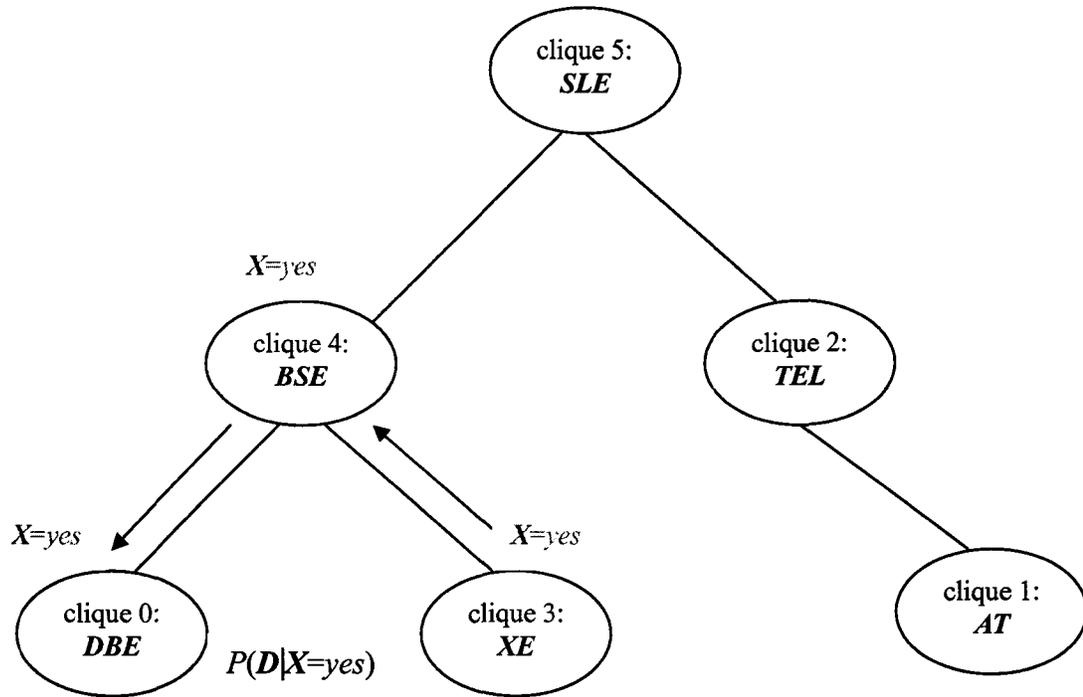 clique 5:
SLE
X=yes
clique 4:
BSE
clique 2:
TEL
X=yes
X=yes
clique 0:
DBE
P(D|X=yes)
clique 3:
XE
clique 1:
AT